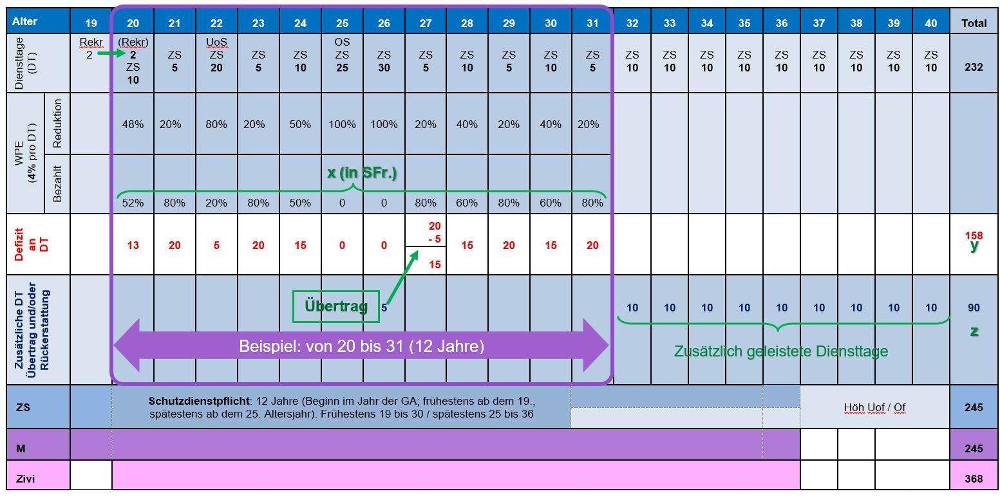 Alter 19 20 21 22 23 24 25 26 27 28 29 30 31 32 33 34 35 36 37 38 39 40 Total
Diensttage
(DT)
Rekr (Rekr) UoS OS
2 2 ZS ZS ZS ZS ZS ZS ZS ZS ZS ZS ZS ZS ZS ZS ZS ZS ZS ZS ZS ZS
ZS 5 20 5 10 25 30 5 10 5 10 5 10 10 10 10 10 10 10 10 10 232
10
WPE
(4% pro DT)
Reduktion
48% 20% 80% 20% 50% 100% 100% 20% 40% 20% 40% 20%
Bezahlt
x (in SFr.)
52% 80% 20% 80% 50% 0 0 80% 60% 80% 60% 80%
Defizit
an
DT
20
- 5
13 20 5 20 15 0 0 15 15 20 15 20 158
y
Zusätzliche DT
Übertrag und/oder
Rückerstattung
Übertrag 5 10 10 10 10 10 10 10 10 10 90
z
Beispiel: von 20 bis 31 (12 Jahre)
Zusätzlich geleistete Diensttage
ZS
Schutzdienstpflicht: 12 Jahre (Beginn im Jahr der GA; frühestens ab dem 19.,
spätestens ab dem 25. Altersjahr). Frühestens 19 bis 30 / spätestens 25 bis 36
Höh Uof / Of
245
M 245
Zivi 368